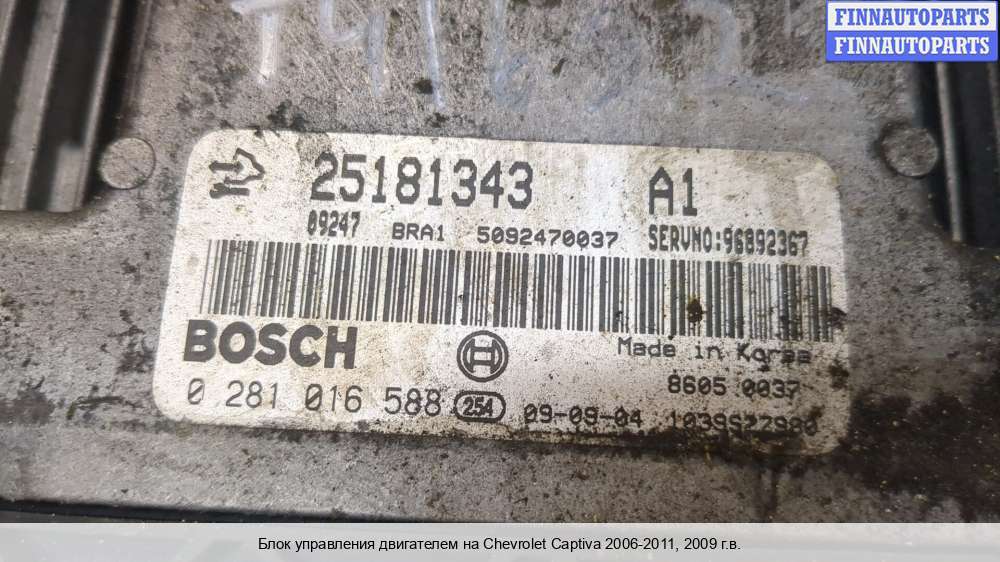 FINNAUTOPARTS
FINNAUTOPARTS
25181343 A1
09247 BRA1 5092470037 SERVNO:96892367
BOSCH
Made in Korea
8605 0037
0 281 016 588 254 09-09-04 1039S27980
Блок управления двигателем на Chevrolet Captiva 2006-2011, 2009 г.в.